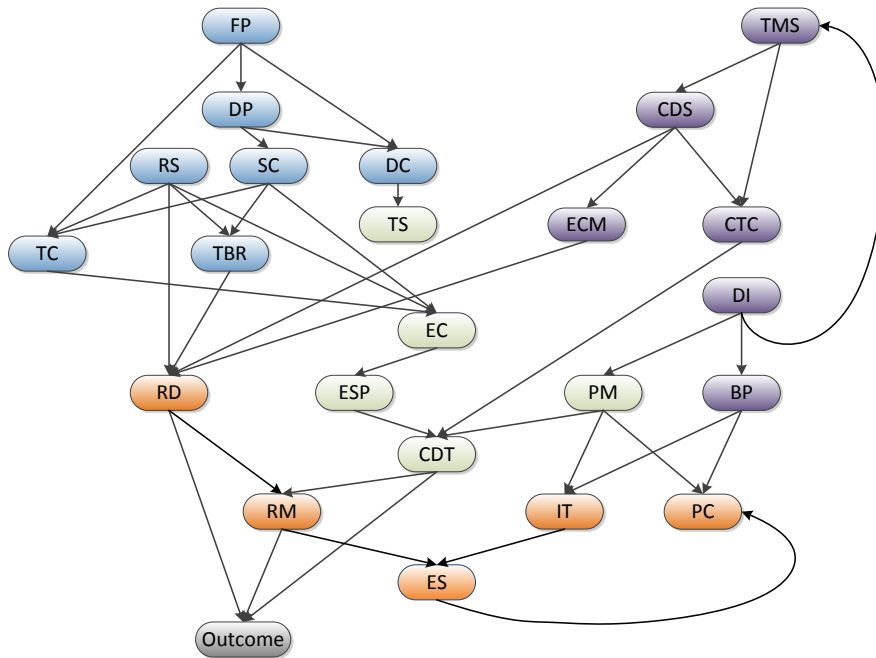 FP
TMS
DP
CDS
RS
SC
DC
TS
ECM
CTC
TC
TBR
DI
EC
RD
ESP
PM
BP
CDT
RM
IT
PC
ES
Outcome